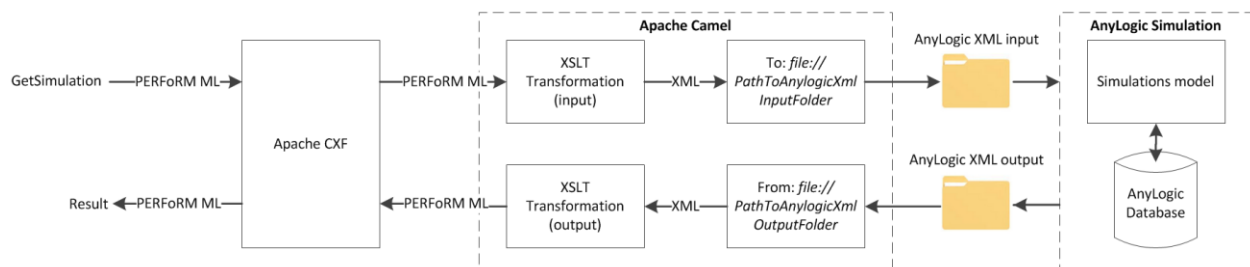 Apache Camel
AnyLogic Simulation
AnyLogic XML input
GetSimulation
PERFoRM ML
Apache CXF
PERFoRM ML
XSLT
Transformation
(input)
XML
To: file://
PathToAnylogicXml
InputFolder
Simulations model
AnyLogic XML output
Result
PERFoRM ML
PERFoRM ML
XSLT
Transformation
(output)
XML
From: file://
PathToAnylogicXml
OutputFolder
AnyLogic
Database